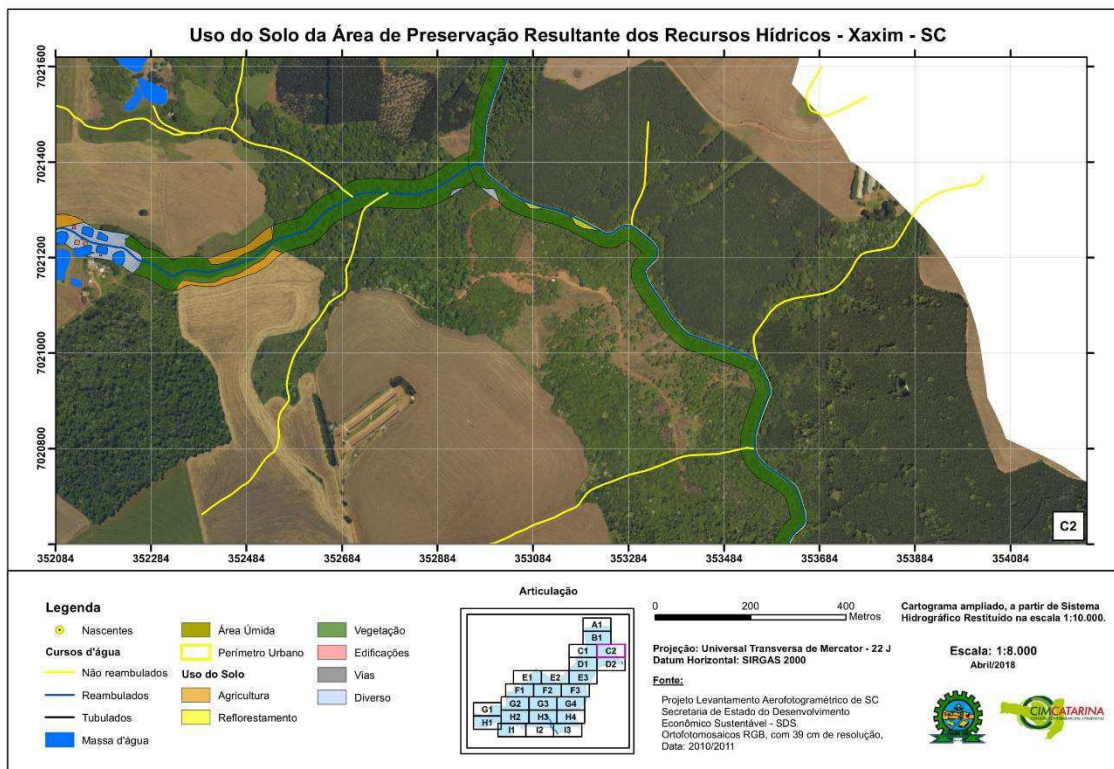 Uso do Solo da Área de Preservação Resultante dos Recursos Hídricos - Xaxim - SC
7021600
7021400
7021200
7021000
7020800
352084 352284 352484 352684 352884 353084 353284 353484 353684 353884 354084
C2
Legenda
Nascentes
Cursos d'água
Não reambulados
Reambulados
Tubulados
Massa d'água
Área Úmida
Perímetro Urbano
Uso do Solo
Agricultura
Reflorestamento
Vegetação
Edificações
Vias
Diverso
Articulação
A1
B1
C1 C2
D1 D2
E1 E2 E3
F1 F2 F3
G1 G2 G3 G4
H1 H2 H3 H4
I1 I2 I3
0 200 400
Metros
Projeção: Universal Transversa de Mercator - 22 J
Datum Horizontal: SIRGAS 2000
Fonte:
Projeto Levantamento Aerofotogramétrico de SC
Secretaria de Estado do Desenvolvimento
Econômico Sustentável - SDS
Ortofotomosaicos RGB, com 39 cm de resolução,
Data: 2010/2011
Cartograma ampliado, a partir de Sistema
Hidrográfico Restituído na escala 1:10.000.
Escala: 1:8.000
Abril/2018
CIMCATARINA